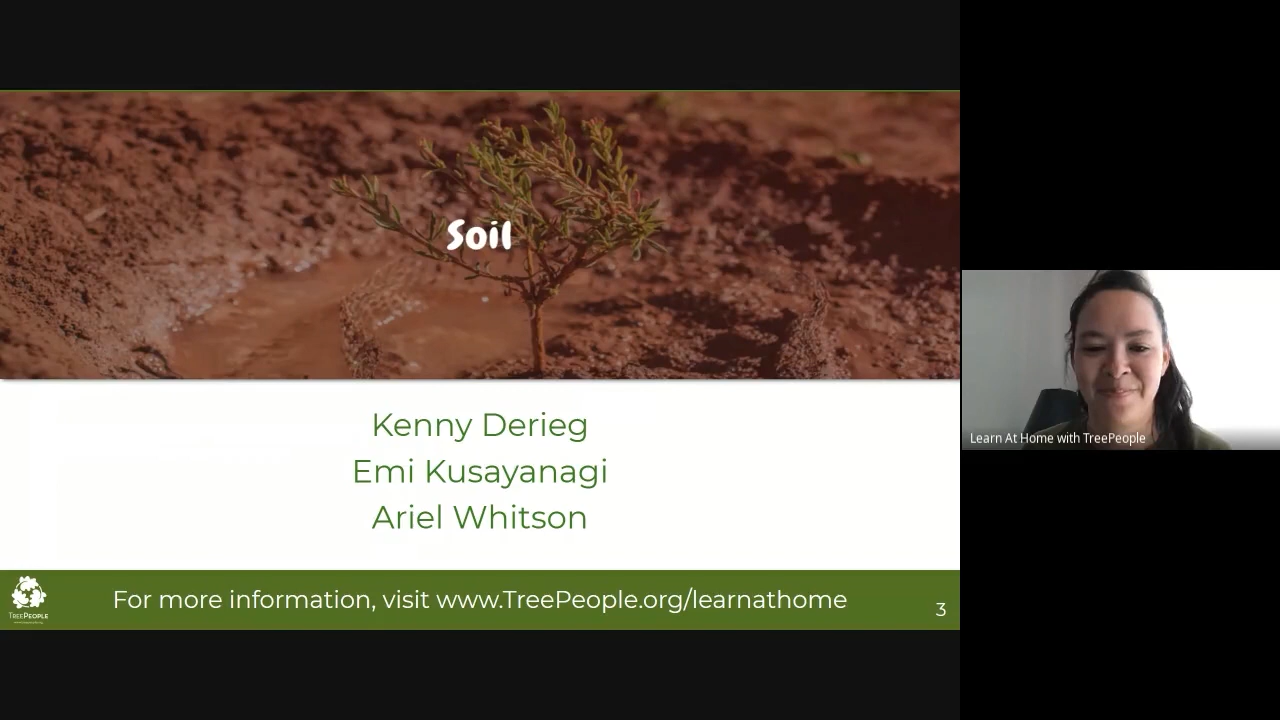 Soil
Kenny Derieg
Emi Kusayanagi
Ariel Whitson
TREEPEOPLE
For more information, visit www.TreePeople.org/learnathome
3
Learn At Home with TreePeople